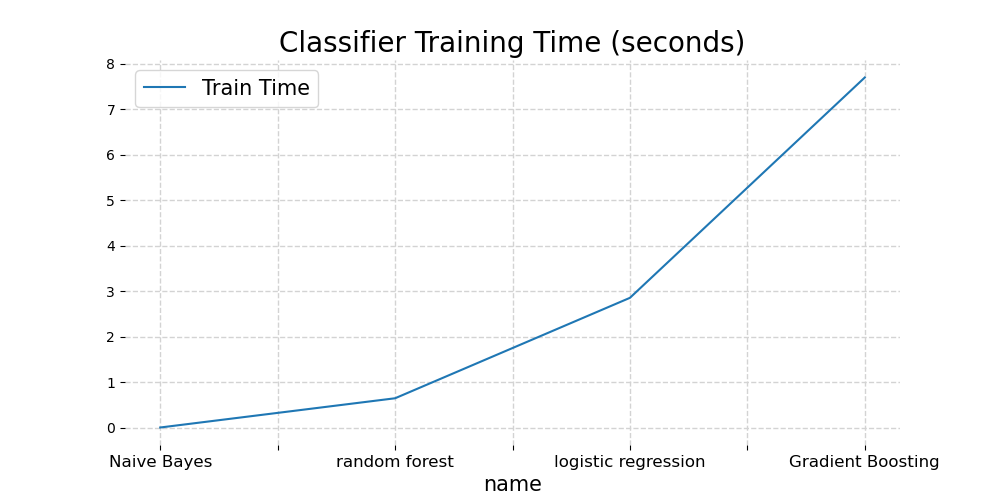 Classifier Training Time (seconds)
Train Time
8
7
6
5
4
3
2
1
0
Naive Bayes random forest logistic regression Gradient Boosting
name